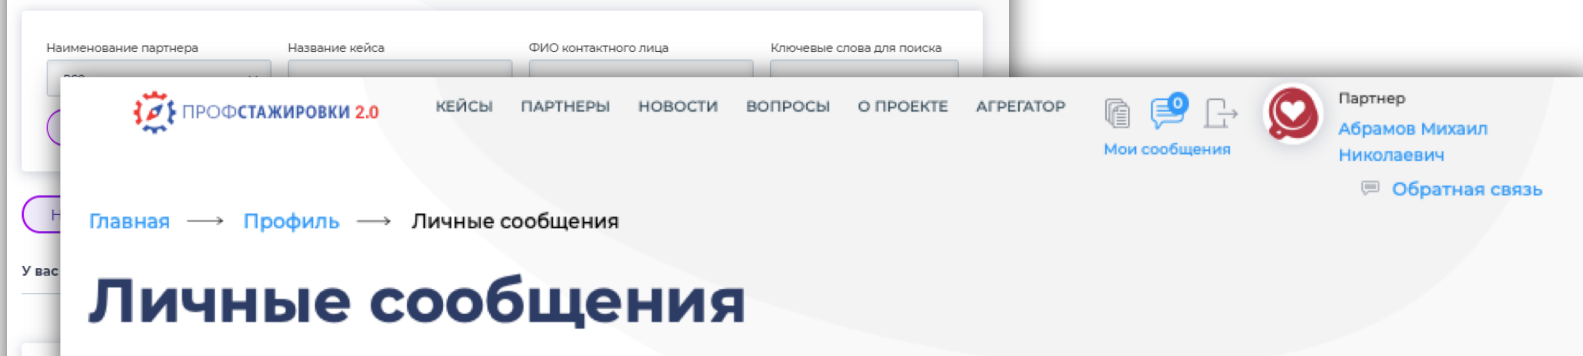 Наименование партнера Название кейса ФИО контактного лица Ключевые слова для поиска
ПРОФСТАЖИРОВКИ 2.0 КЕЙСЫ ПАРТНЕРЫ НОВОСТИ ВОПРОСЫ О ПРОЕКТЕ АГРЕГАТОР 0 Партнер
Мои сообщения Абрамов Михаил
Николаевич
Обратная связь
Главная → Профиль → Личные сообщения
У вас
Личные сообщения